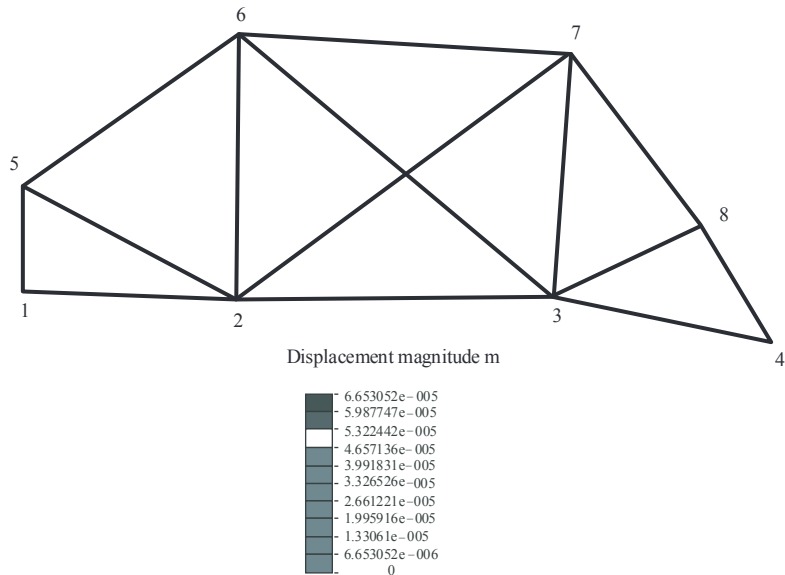 6
7
5
8
1
2
3
4
Displacement magnitude m
6.653052e-005
5.987747e-005
5.322442e-005
4.657136e-005
3.991831e-005
3.326526e-005
2.661221e-005
1.995916e-005
1.33061e-005
6.653052e-006
0